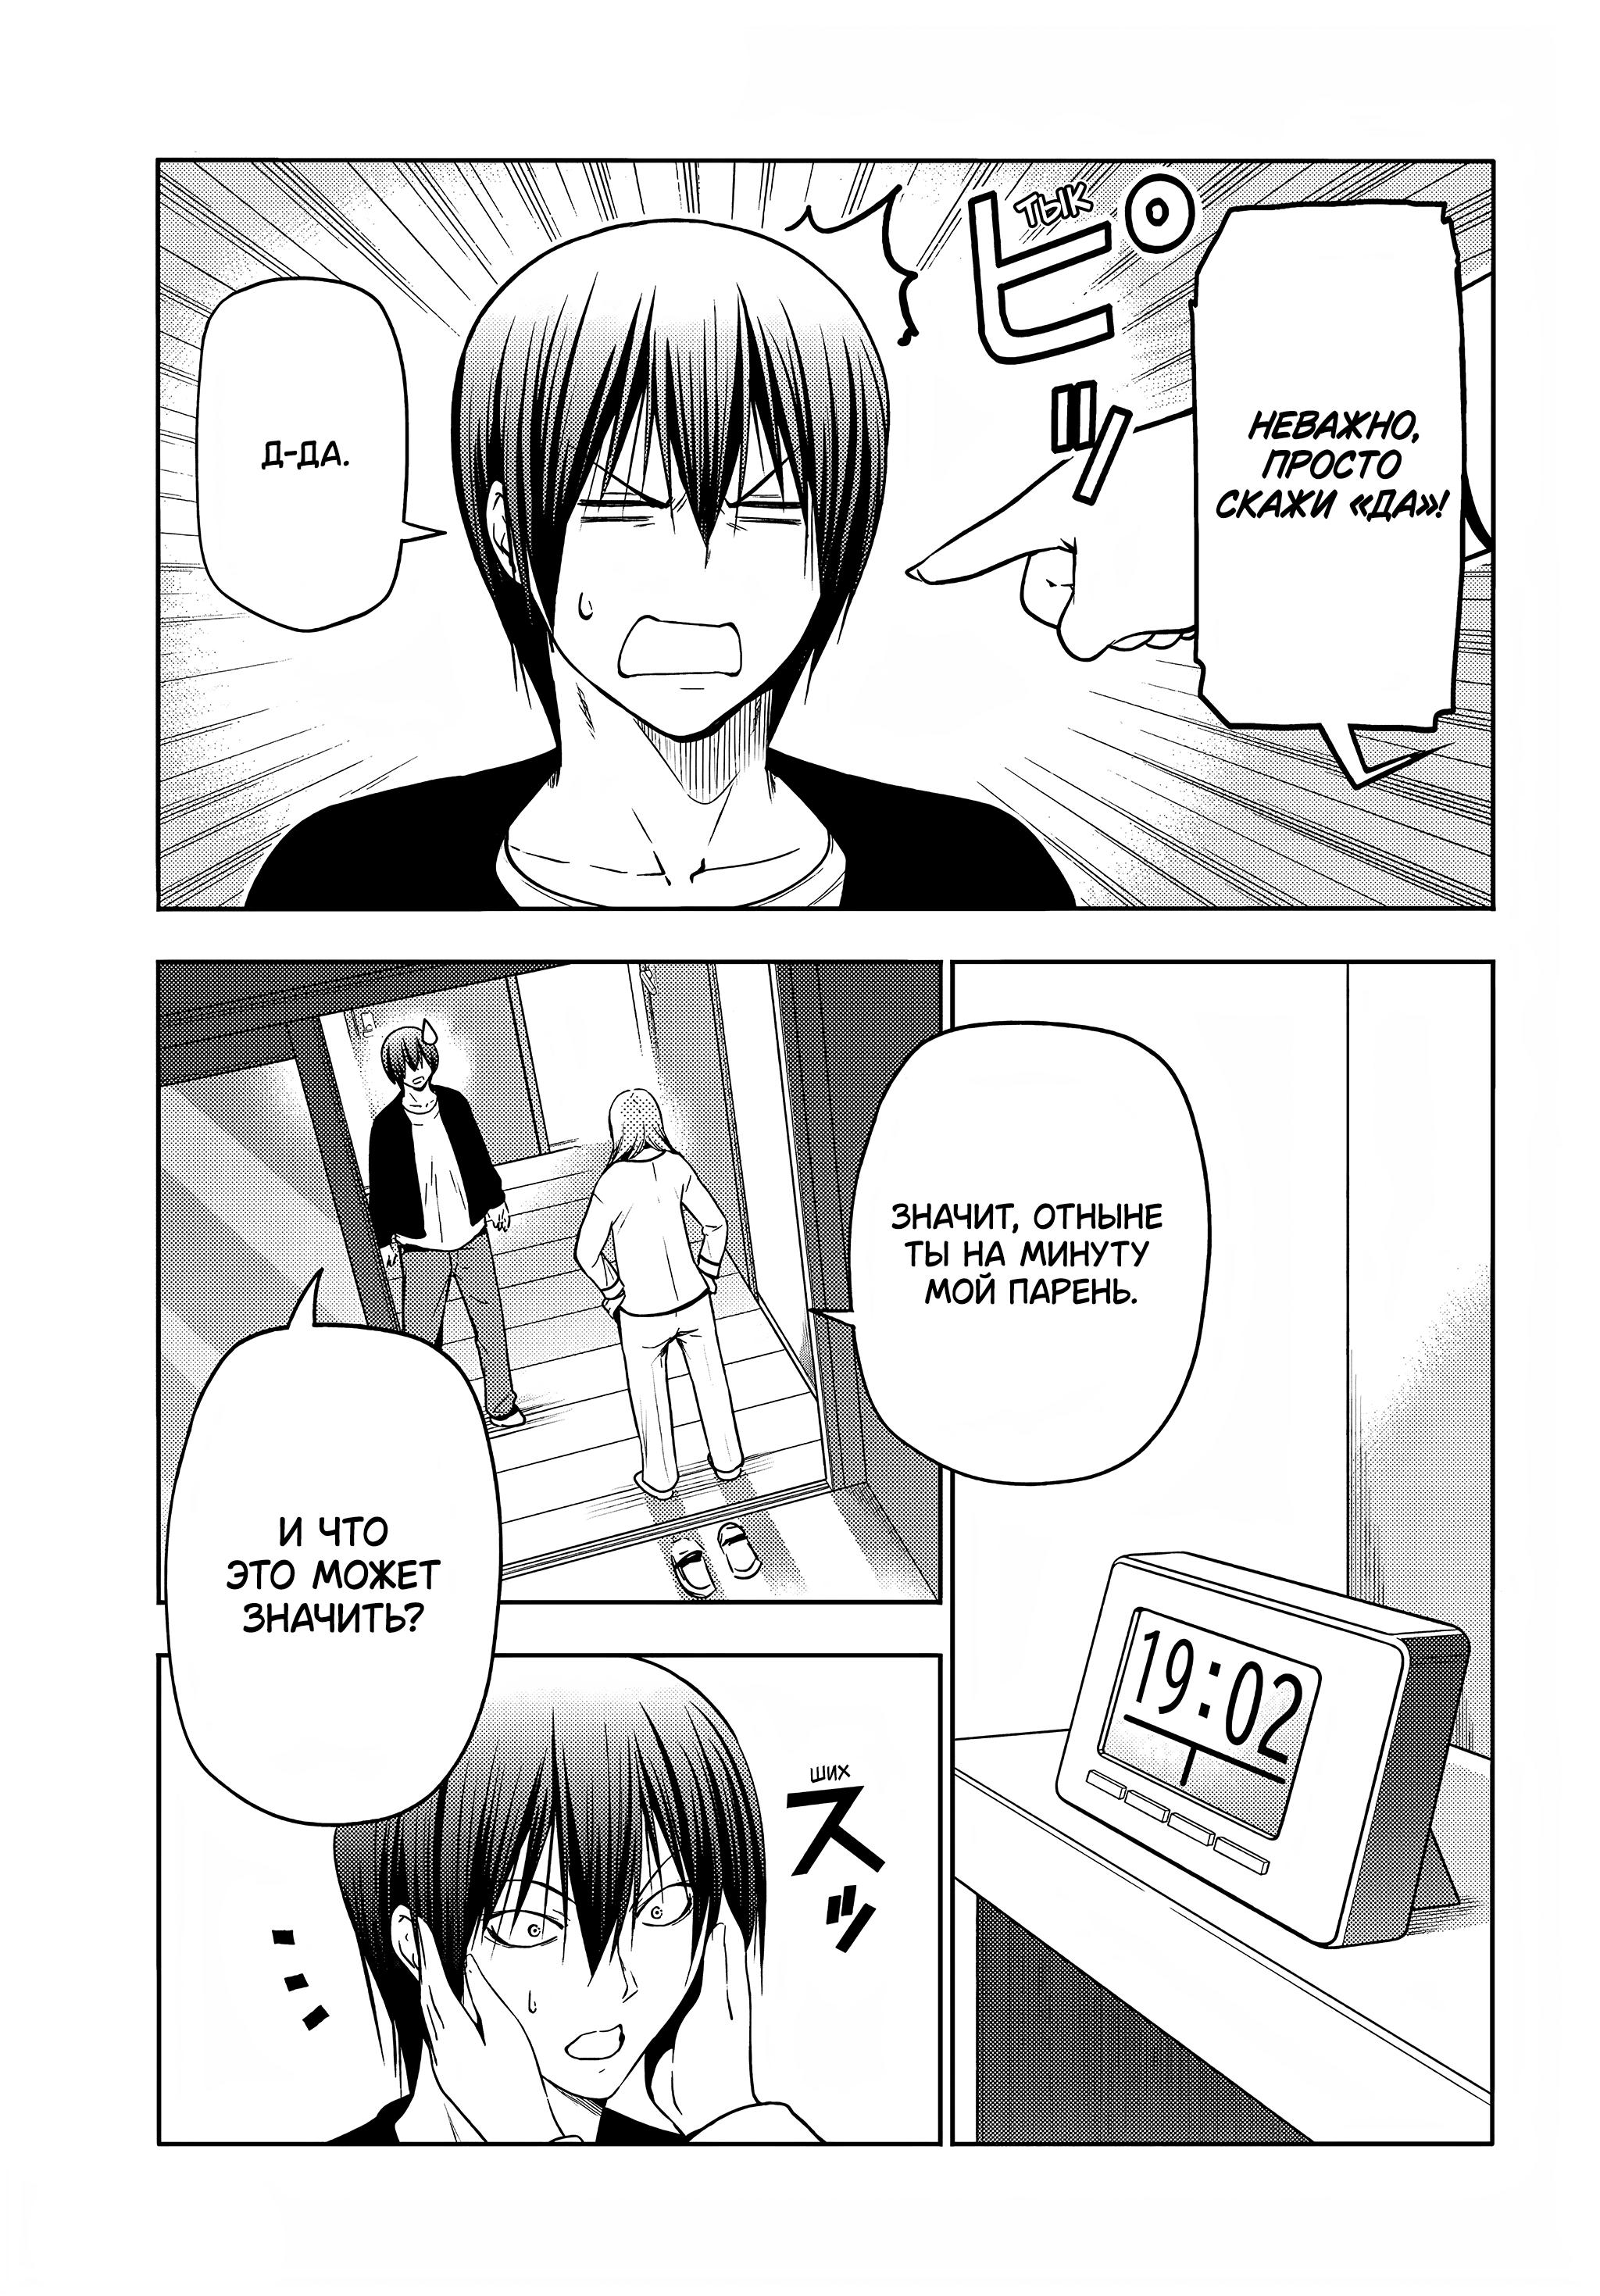 НЕВАЖНО,
ПРОСТО
СКАЖИ «ДА»!
ТЫК
ピッ
Д-ДА.
ЗНАЧИТ, ОТНЫНЕ
ТЫ НА МИНУТУ
МОЙ ПАРЕНЬ.
19:02
И ЧТО
ЭТО МОЖЕТ
ЗНАЧИТЬ?
ШИХ
スッ